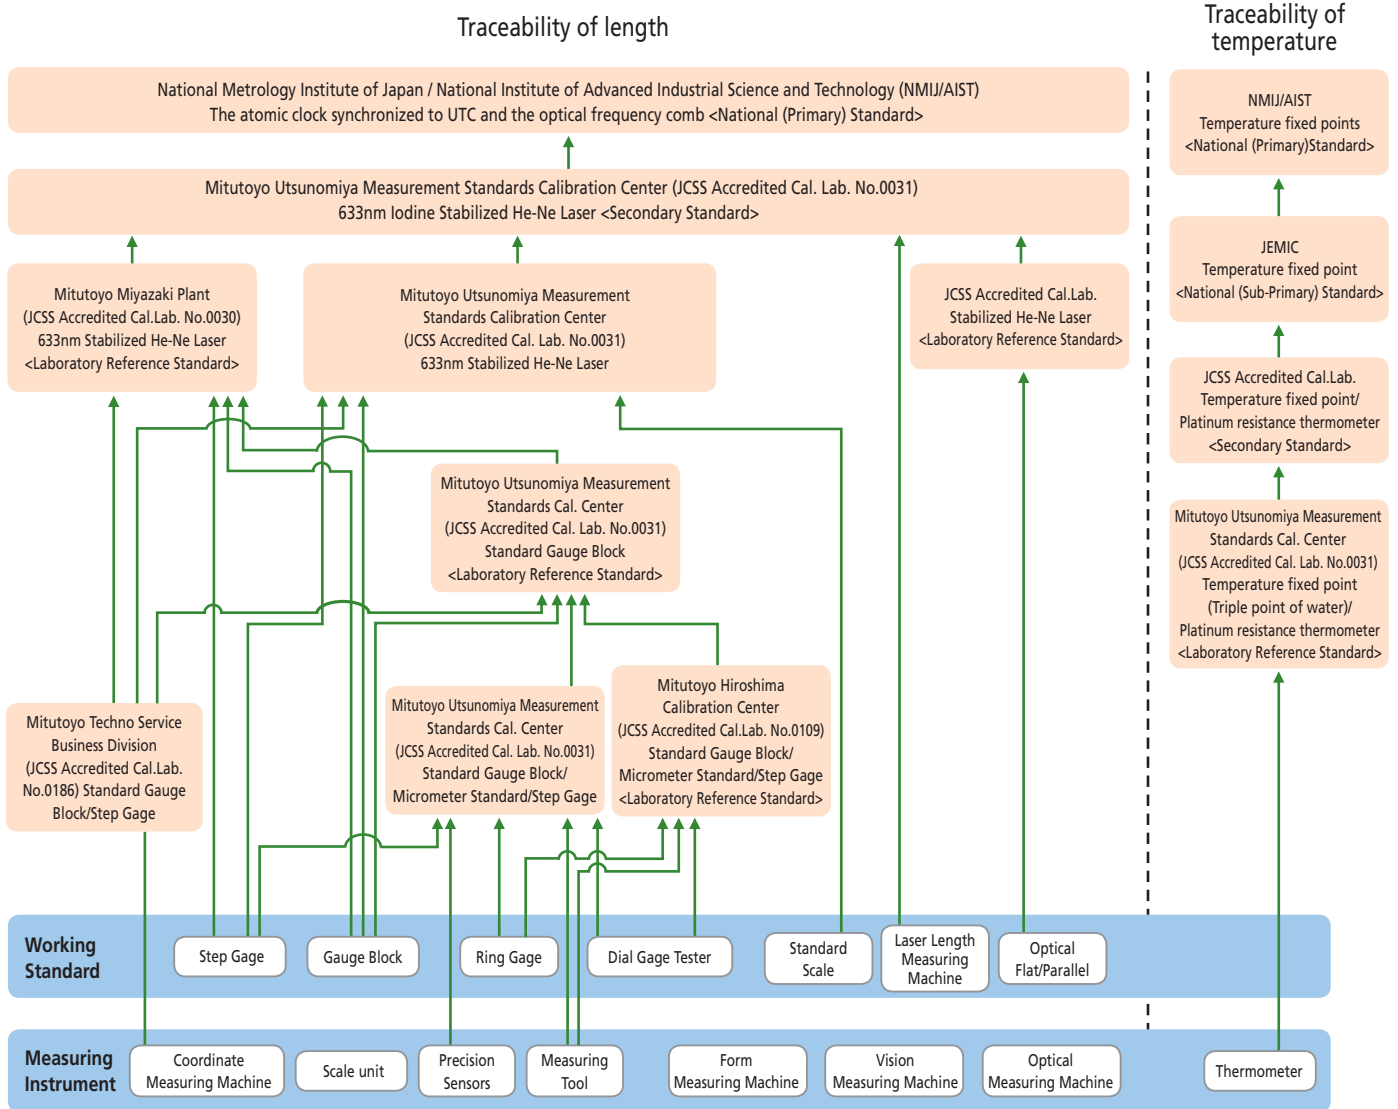 Traceability of length
Traceability of
temperature
National Metrology Institute of Japan / National Institute of Advanced Industrial Science and Technology (NMIJ/AIST)
The atomic clock synchronized to UTC and the optical frequency comb <National (Primary) Standard>
NMIJ/AIST
Temperature fixed points
<National (Primary)Standard>
Mitutoyo Utsunomiya Measurement Standards Calibration Center (JCSS Accredited Cal. Lab. No.0031)
633nm Iodine Stabilized He-Ne Laser <Secondary Standard>
JEMIC
Temperature fixed point
<National (Sub-Primary) Standard>
Mitutoyo Miyazaki Plant
(JCSS Accredited Cal.Lab. No.0030)
633nm Stabilized He-Ne Laser
<Laboratory Reference Standard>
Mitutoyo Utsunomiya Measurement
Standards Calibration Center
(JCSS Accredited Cal. Lab. No.0031)
633nm Stabilized He-Ne Laser
JCSS Accredited Cal.Lab.
Stabilized He-Ne Laser
<Laboratory Reference Standard>
JCSS Accredited Cal.Lab.
Temperature fixed point/
Platinum resistance thermometer
<Secondary Standard>
Mitutoyo Utsunomiya Measurement
Standards Cal. Center
(JCSS Accredited Cal. Lab. No.0031)
Standard Gauge Block
<Laboratory Reference Standard>
Mitutoyo Utsunomiya Measurement
Standards Cal. Center
(JCSS Accredited Cal. Lab. No.0031)
Temperature fixed point
(Triple point of water)/
Platinum resistance thermometer
<Laboratory Reference Standard>
Mitutoyo Techno Service
Business Division
(JCSS Accredited Cal.Lab.
No.0186) Standard Gauge
Block/Step Gage
Mitutoyo Utsunomiya Measurement
Standards Cal. Center
(JCSS Accredited Cal. Lab. No.0031)
Standard Gauge Block/
Micrometer Standard/Step Gage
Mitutoyo Hiroshima
Calibration Center
(JCSS Accredited Cal.Lab. No.0109)
Standard Gauge Block/
Micrometer Standard/Step Gage
<Laboratory Reference Standard>
Working
Standard
Step Gage
Gauge Block
Ring Gage
Dial Gage Tester
Standard
Scale
Laser Length
Measuring
Machine
Optical
Flat/Parallel
Measuring
Instrument
Coordinate
Measuring Machine
Scale unit
Precision
Sensors
Measuring
Tool
Form
Measuring Machine
Vision
Measuring Machine
Optical
Measuring Machine
Thermometer